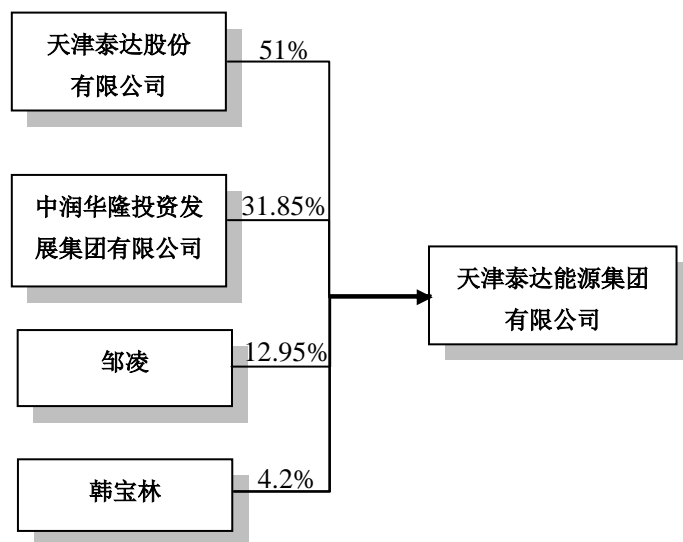 天津泰达股份
有限公司
51%
中润华隆投资发
展集团有限公司
31.85%
天津泰达能源集团
有限公司
邹凌
12.95%
韩宝林
4.2%